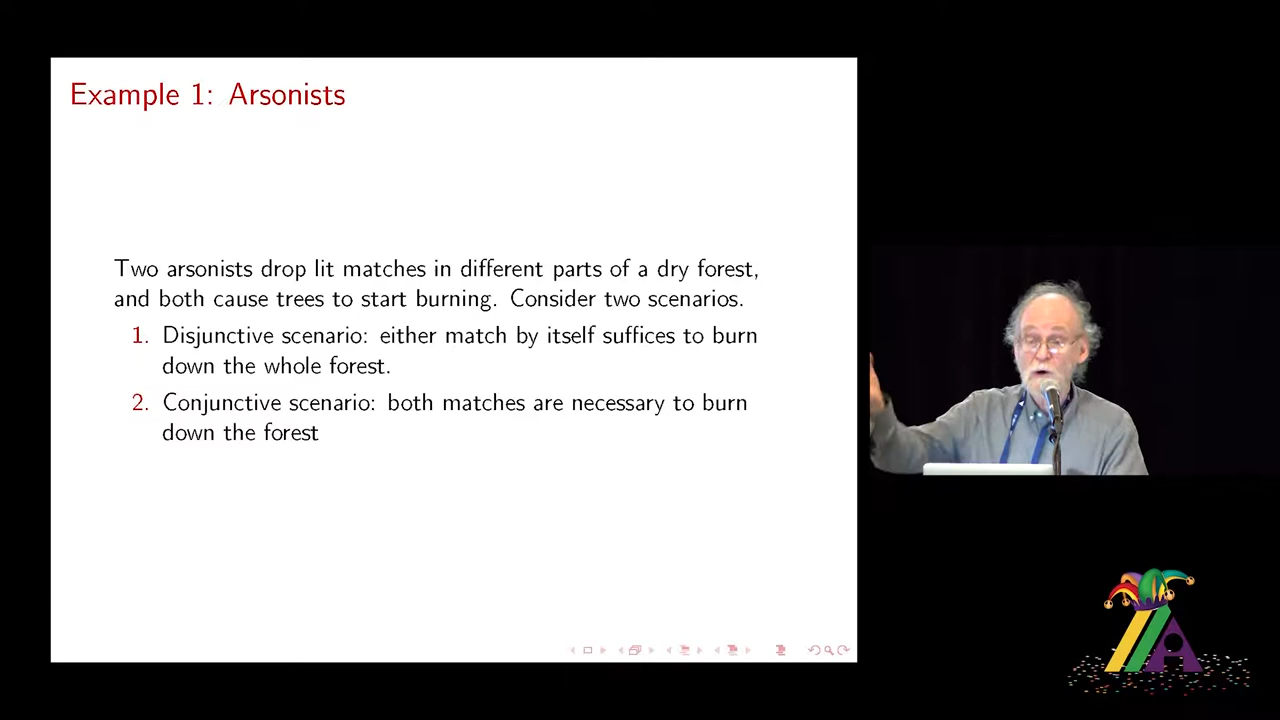 Example 1: Arsonists
Two arsonists drop lit matches in different parts of a dry forest,
and both cause trees to start burning. Consider two scenarios.
1. Disjunctive scenario: either match by itself suffices to burn
down the whole forest.
2. Conjunctive scenario: both matches are necessary to burn
down the forest